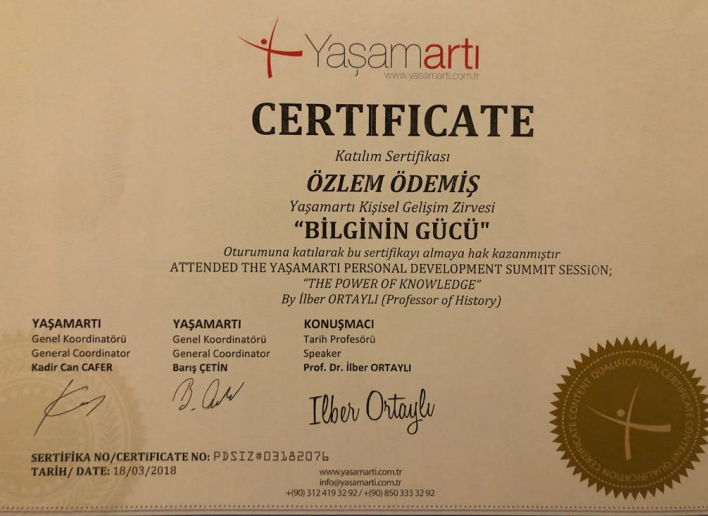 Yaşamartı
www.yasamarti.com.tr
CERTIFICATE
Katılım Sertifikası
ÖZLEM ÖDEMİŞ
Yaşamartı Kişisel Gelişim Zirvesi
“BİLGİNİN GÜCÜ"
Oturumuna katılarak bu sertifikayı almaya hak kazanmıştır
ATTENDED THE YAŞAMARTI PERSONAL DEVELOPMENT SUMMIT SESSION;
“THE POWER OF KNOWLEDGE”
By İlber ORTAYLI (Professor of History)
YAŞAMARTI
Genel Koordinatörü
General Coordinator
Kadir Can CAFER
YAŞAMARTI
Genel Koordinatörü
General Coordinator
Barış ÇETİN
KONUŞMACI
Tarih Profesörü
Speaker
Prof. Dr. İlber ORTAYLI
İlber Ortaylı
SERTİFİKA NO/CERTIFICATE NO: PDSIZ#03182076
TARİH/ DATE: 18/03/2018
www.yasamarti.com.tr
info@yasamarti.com.tr
+(90) 312 419 32 92 / +(90) 850 333 32 92
CONTENT QUALIFICATION CERTIFICATE CONTENT QUALIFICATION CERTIFICATE